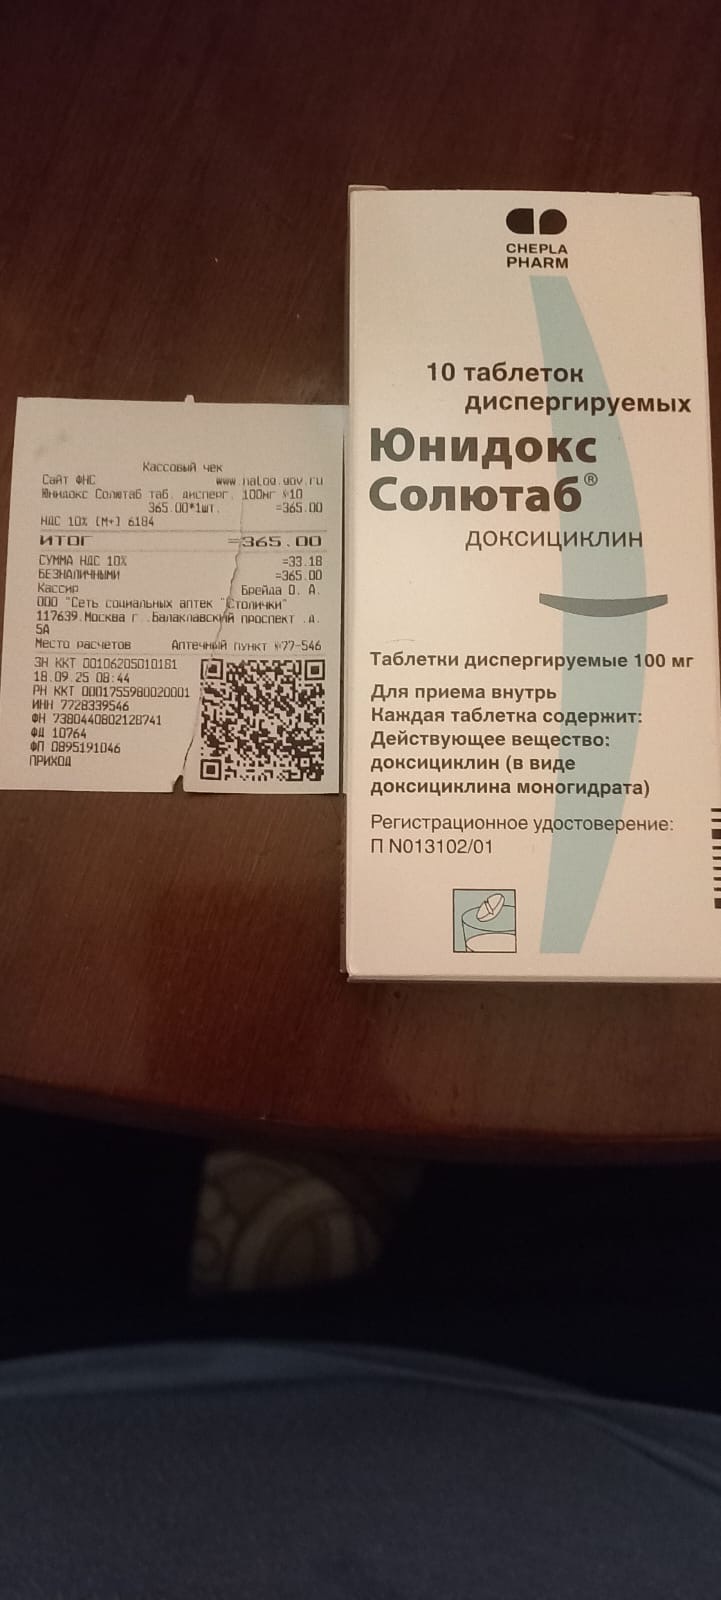 Кассовый чек
Сайт ФНС www.nalog.gov.ru
Юнидокс Солютаб таб. дисперг. 100мг №10
365.00*1шт. =365.00
НДС 10% [М+] 6184
ИТОГ =365.00
СУММА НДС 10% =33.18
БЕЗНАЛИЧНЫМИ =365.00
Кассир Брейда О. А.
ООО "Сеть социальных аптек "Столички"
117639,Москва г. ,Балаклавский проспект ,д.
5А
Место расчетов Аптечный пункт №77-546
ЗН ККТ 00106205010181
18.09.25 08:44
РН ККТ 0001755980020001
ИНН 7728339546
ФН 7380440802128741
ФД 10764
ФП 0895191046
ПРИХОД
CHEPLA
PHARM
10 таблеток
диспергируемых
Юнидокс
Солютаб®
доксициклин
Таблетки диспергируемые 100 мг
Для приема внутрь
Каждая таблетка содержит:
Действующее вещество:
доксициклин (в виде
доксициклина моногидрата)
Регистрационное удостоверение:
П N013102/01